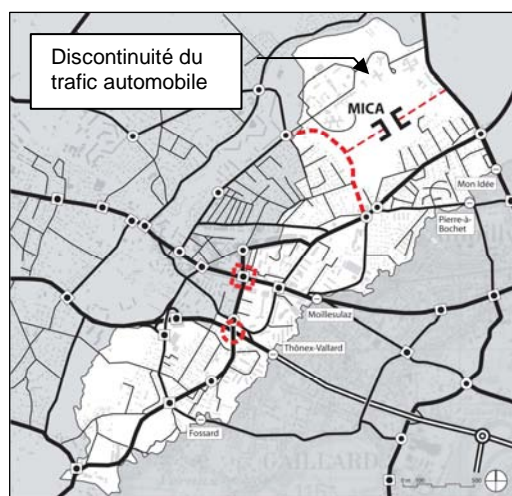 Discontinuité du
trafic automobile
MICA
Mon Idée
Pierre-à-
Bochet
Moillesulaz
Thônex-Vallard
Fossard
GAILLARD